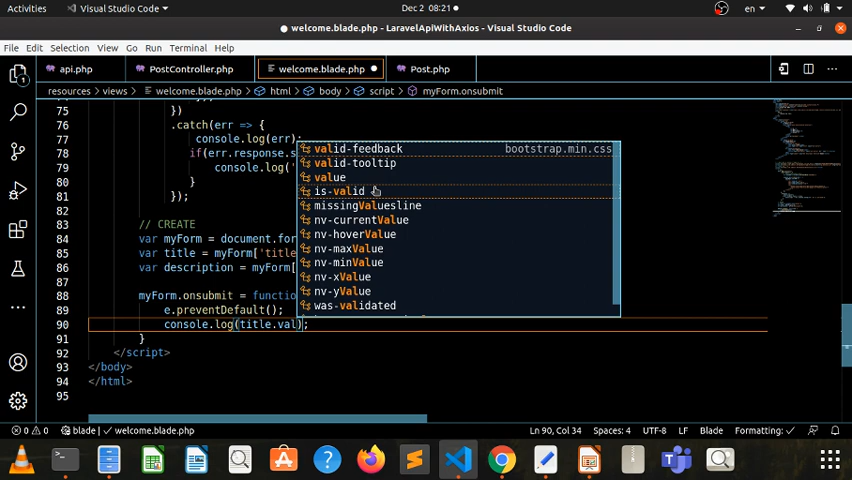 Activities
Visual Studio Code
Dec 2 08:21
en
welcome.blade.php - LaravelApiWithAxios - Visual Studio Code
File Edit Selection View Go Run Terminal Help
api.php
PostController.php
welcome.blade.php
Post.php
resources > views > welcome.blade.php > html > body > script > myForm.onsubmit
75 })
76 .catch(err => {
77 console.log(err);
78 if(err.response.s
79 console.log('
80 }
81 });
82
83 // CREATE
84 var myForm = document.for
85 var title = myForm['title
86 var description = myForm[
87
88 myForm.onsubmit = function
89 e.preventDefault();
90 console.log(title.val);
91 }
92 </script>
93 </body>
94 </html>
95
valid-feedback bootstrap.min.css
valid-tooltip
value
is-valid
missingValuesline
nv-currentValue
nv-hoverValue
nv-maxValue
nv-minValue
nv-xValue
nv-yValue
was-validated
0 0 blade welcome.blade.php Ln 90, Col 34 Spaces: 4 UTF-8 LF Blade Formatting: